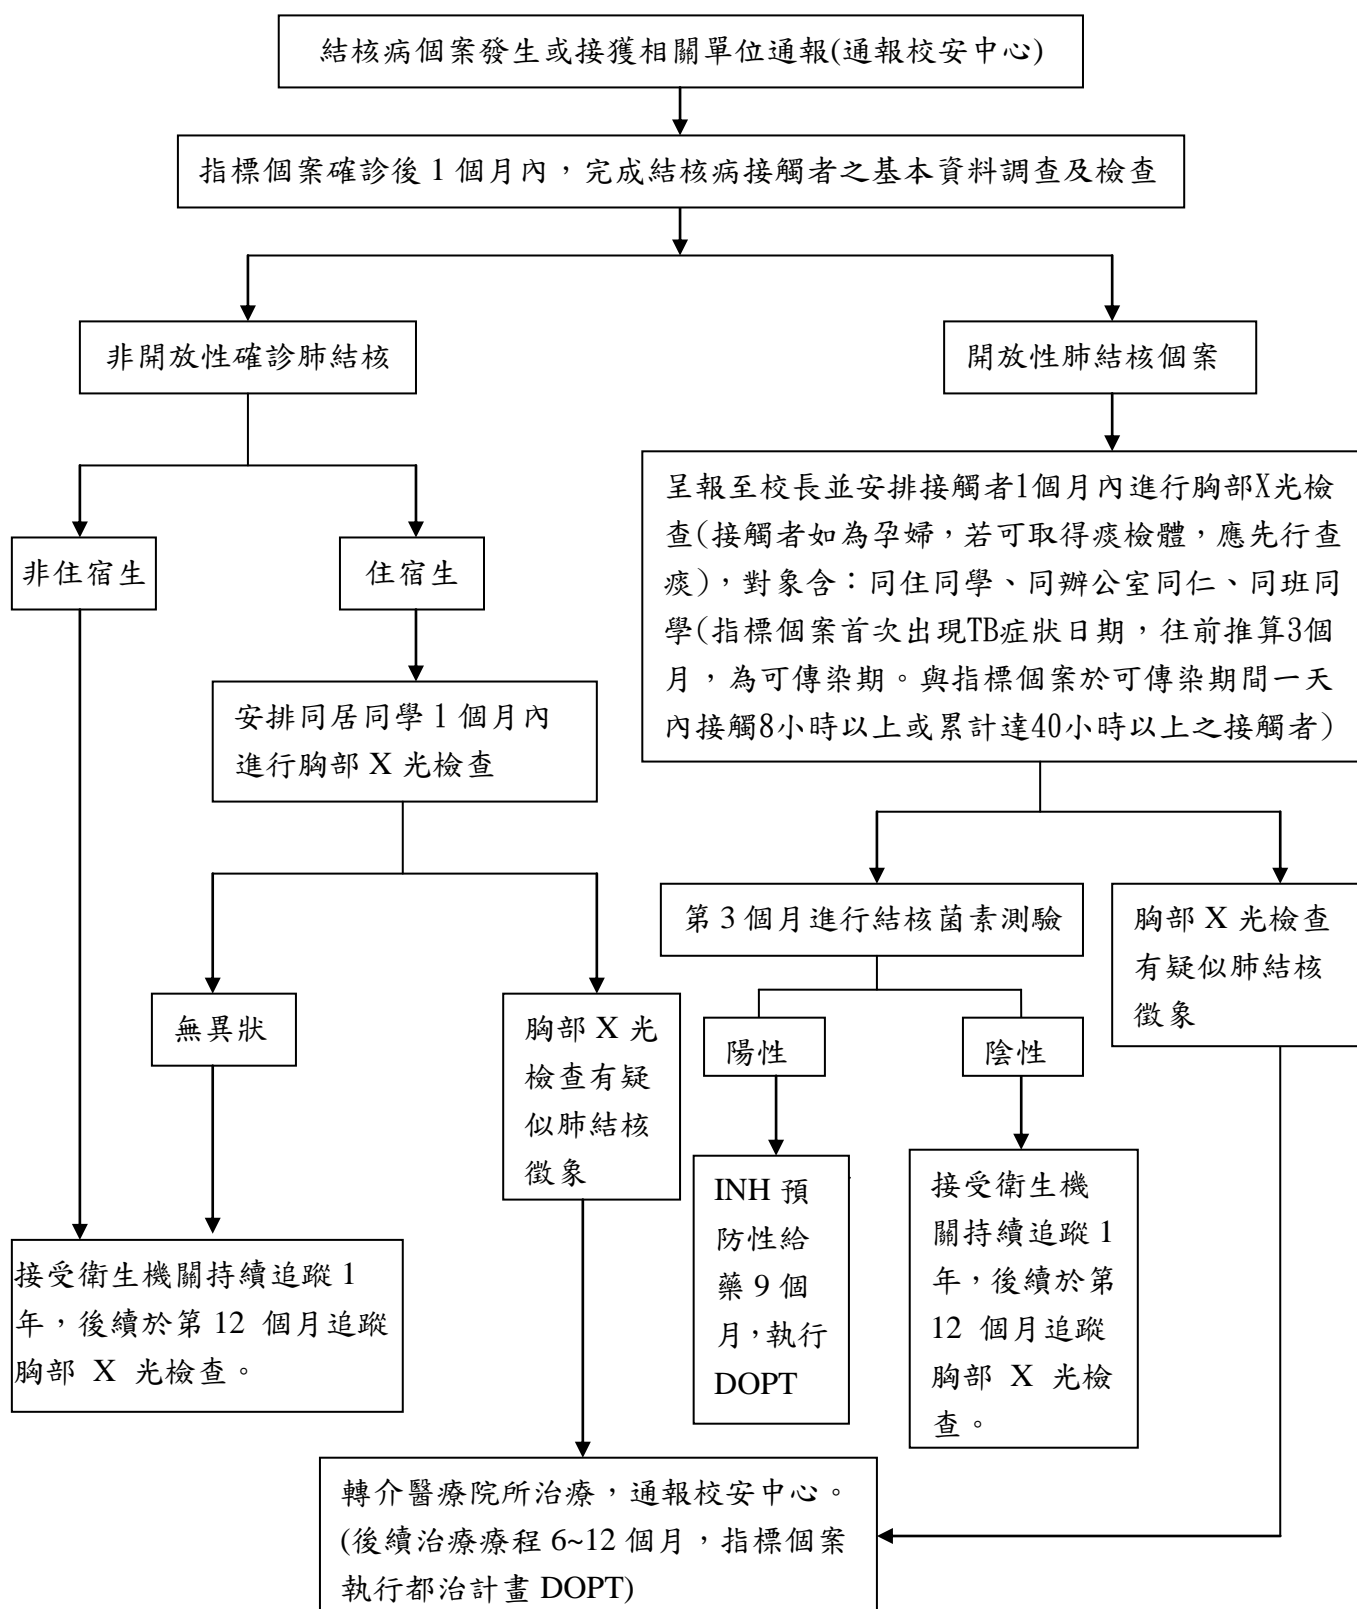 結核病個案發生或接獲相關單位通報(通報校安中心)
指標個案確診後 1 個月內，完成結核病接觸者之基本資料調查及檢查
非開放性確診肺結核
開放性肺結核個案
非住宿生
住宿生
呈報至校長並安排接觸者1個月內進行胸部X光檢
查(接觸者如為孕婦，若可取得痰檢體，應先行查
痰)，對象含：同住同學、同辦公室同仁、同班同
學(指標個案首次出現TB症狀日期，往前推算3個
月，為可傳染期。與指標個案於可傳染期間一天
內接觸8小時以上或累計達40小時以上之接觸者)
安排同居同學 1 個月內
進行胸部 X 光檢查
第 3 個月進行結核菌素測驗
胸部 X 光檢查
有疑似肺結核
徵象
無異狀
胸部 X 光
檢查有疑
似肺結核
徵象
陽性
陰性
INH 預
防性給
藥 9 個
月，執行
DOPT
接受衛生機
關持續追蹤 1
年，後續於第
12 個月追蹤
胸部 X 光檢
查。
接受衛生機關持續追蹤 1
年，後續於第 12 個月追蹤
胸部 X 光檢查。
轉介醫療院所治療，通報校安中心。
(後續治療療程 6~12 個月，指標個案
執行都治計畫 DOPT)